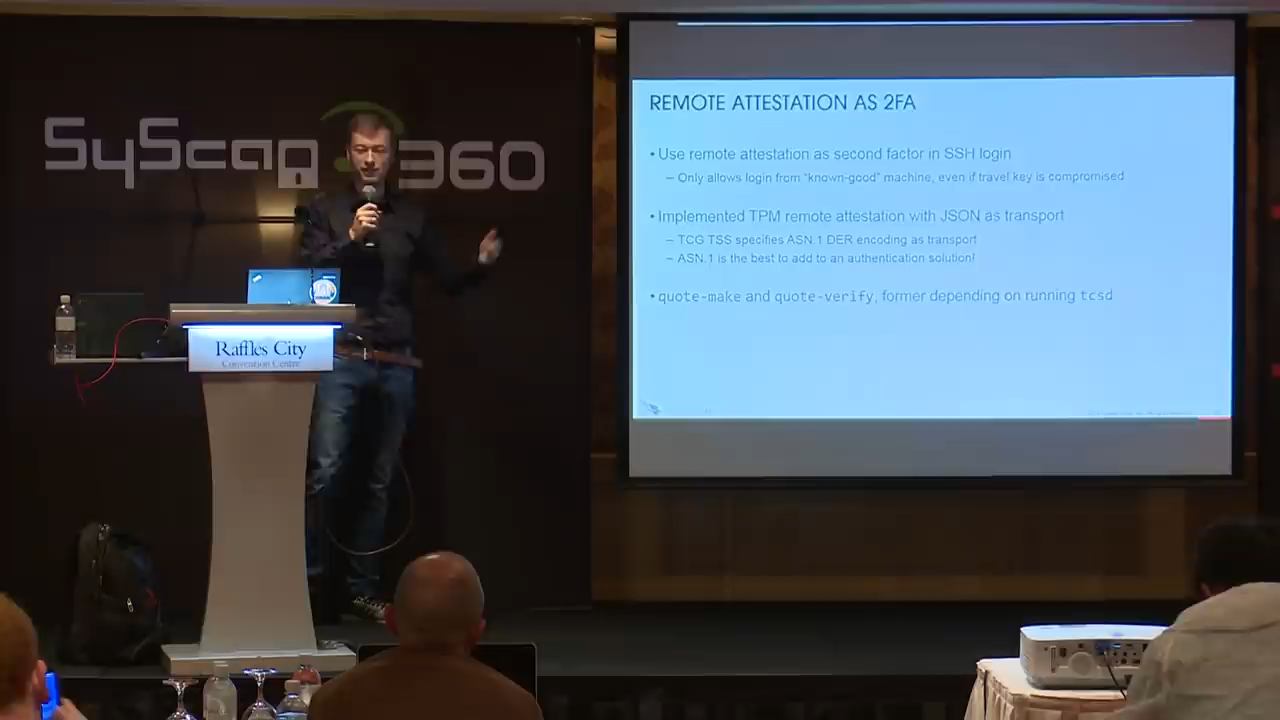 SyScan 360
Raffles City
Convention Centre
REMOTE ATTESTATION AS 2FA
• Use remote attestation as second factor in SSH login
– Only allows login from "known-good" machine, even if travel key is compromised
• Implemented TPM remote attestation with JSON as transport
– TCG TSS specifies ASN.1 DER encoding as transport
– ASN.1 is the best to add to an authentication solution!
• quote-make and quote-verify, former depending on running tcsd